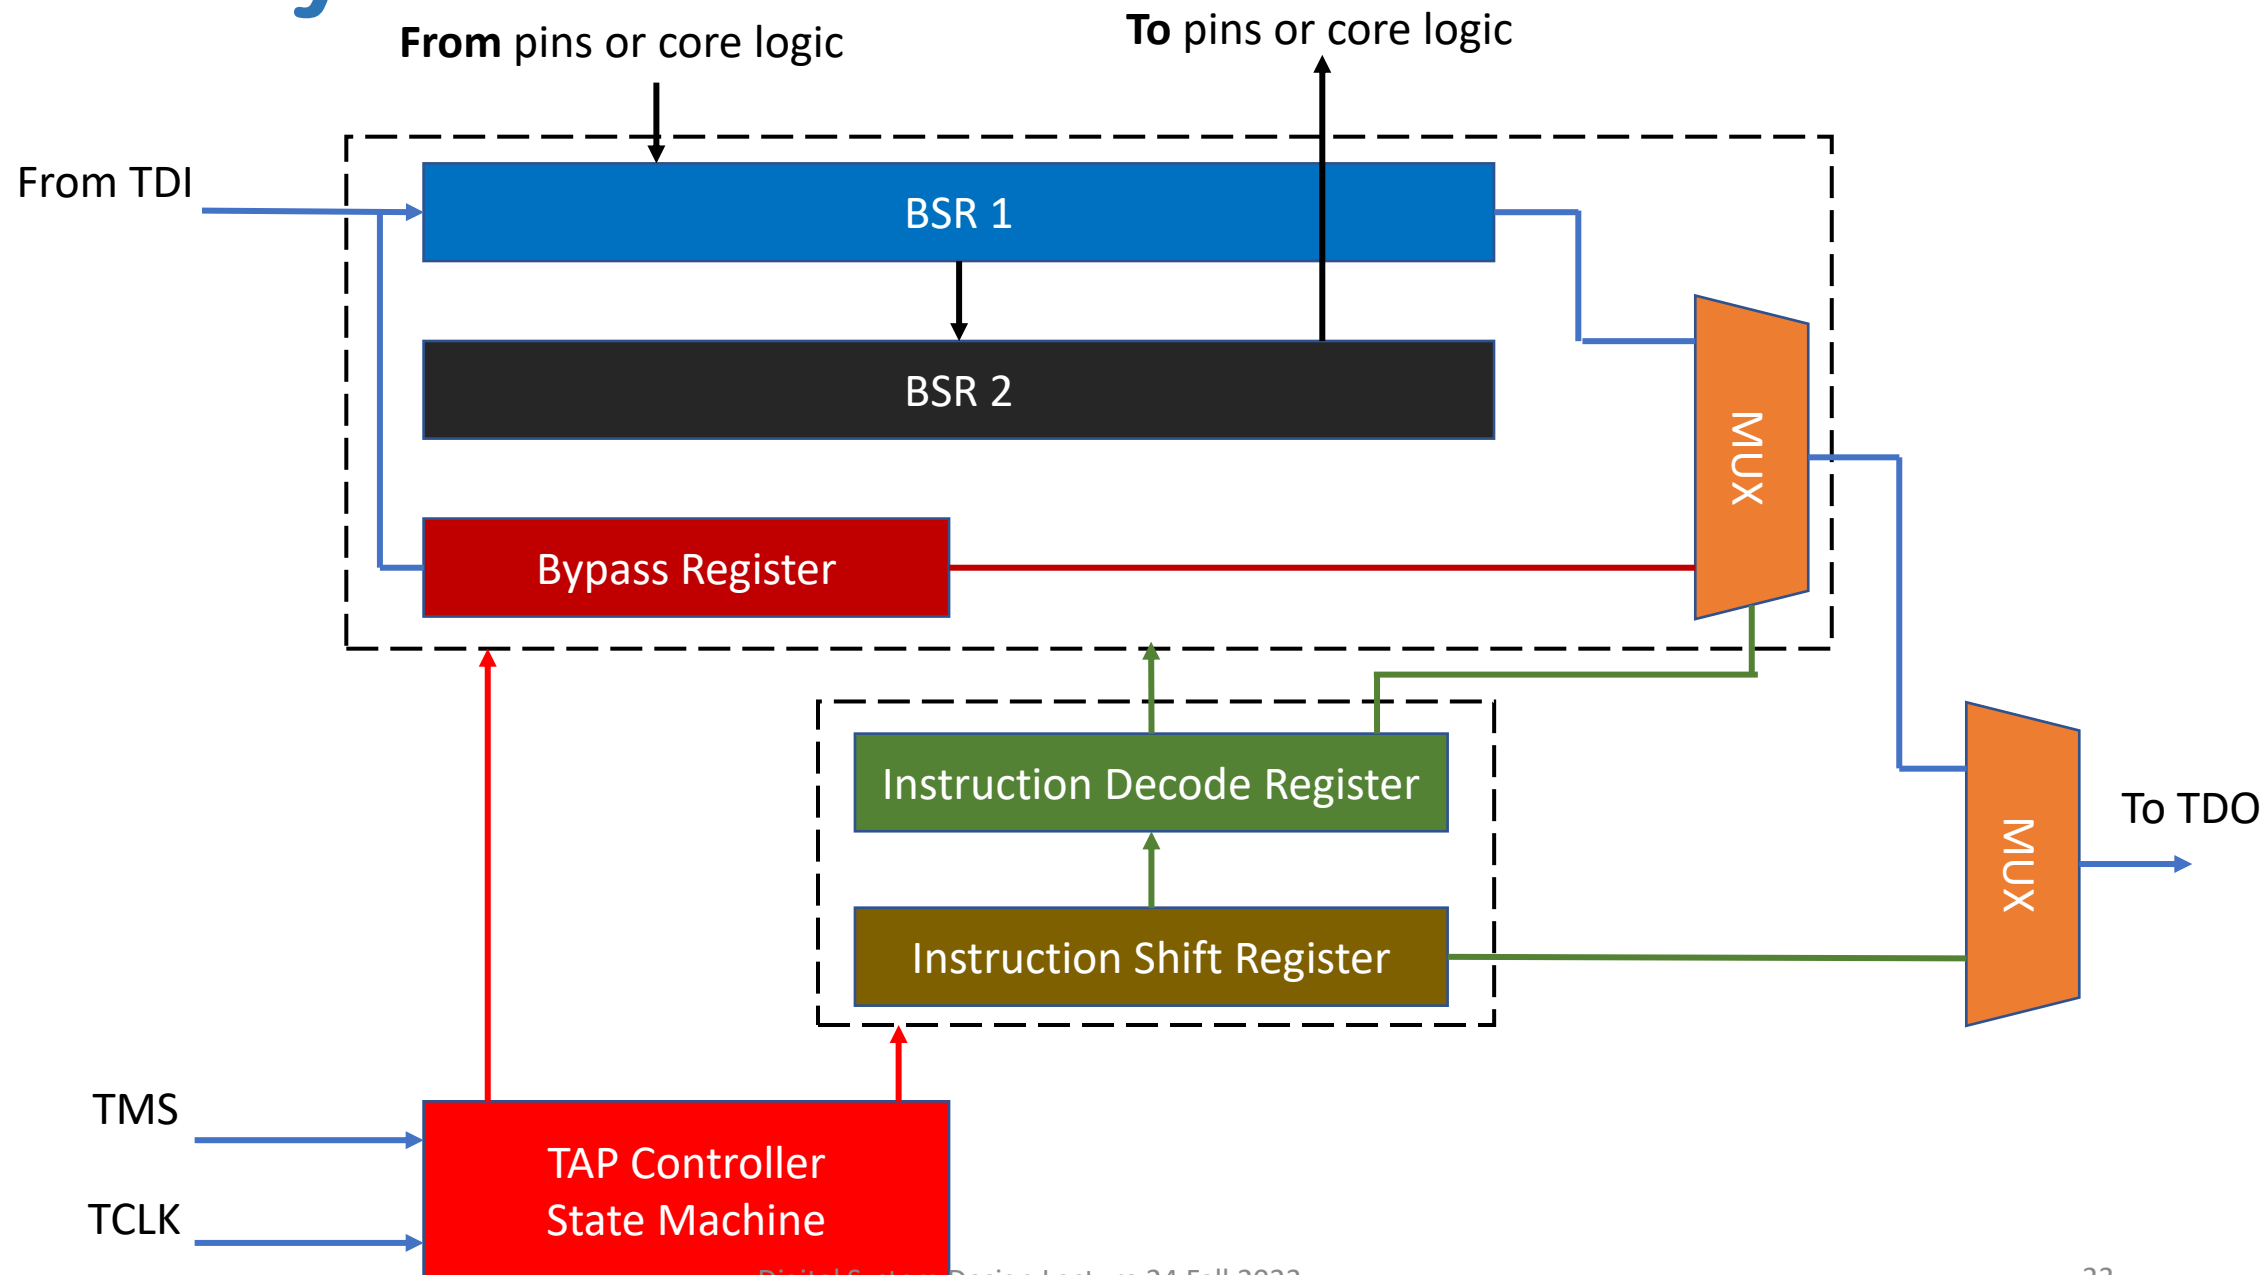 From pins or core logic
To pins or core logic
From TDI
BSR 1
BSR 2
MUX
Bypass Register
Instruction Decode Register
To TDO
MUX
Instruction Shift Register
TMS
TAP Controller
State Machine
TCLK